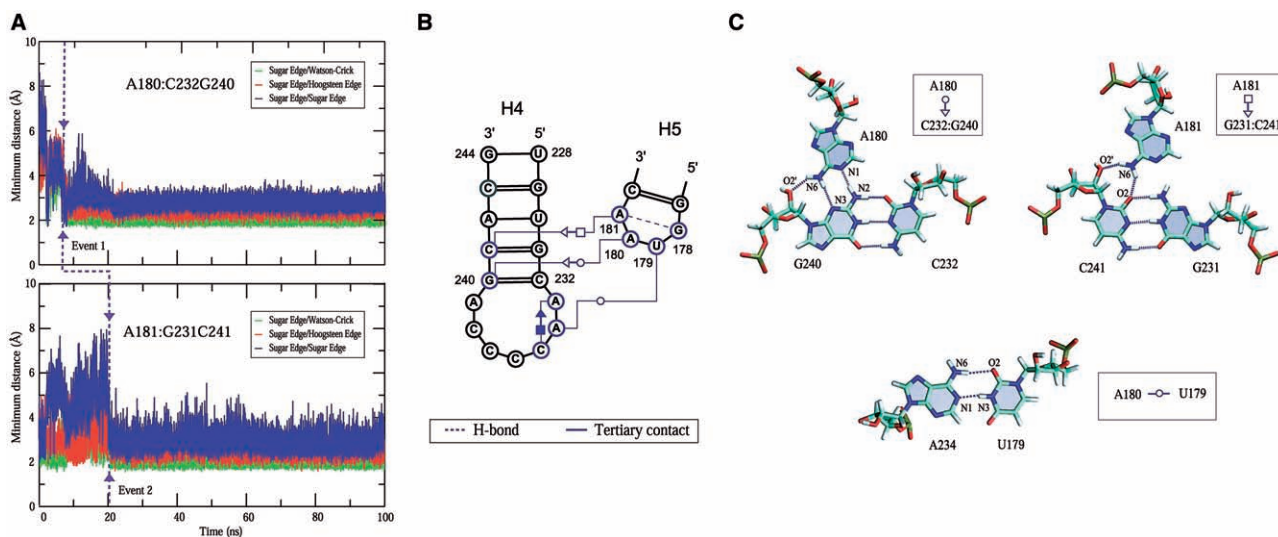 A
10
8
6
4
2
0
A180:C232G240
Sugar Edge/Watson-Crick
Sugar Edge/Hoogsteen Edge
Sugar Edge/Sugar Edge
Minimum distance (Å)
Event 1
10
8
6
4
2
0
A181:G231C241
Sugar Edge/Watson-Crick
Sugar Edge/Hoogsteen Edge
Sugar Edge/Sugar Edge
Minimum distance (Å)
Event 2
0 20 40 60 80 100
Time (ns)
B
H4
H5
3' 5'
244 G U 228
C G
A G
A U
C G
240 G C 232
A A
C A
C C C
3' 5'
C G
A G
181 178
A U
180 179
H-bond Tertiary contact
C
A180
C232:G240
A180
N1
N6
O2'
N2
N3
G240
C232
A181
G231:C241
A181
O2'
N6
O2
C241
G231
N6 O2
N1 N3
A234 U179
A180 U179